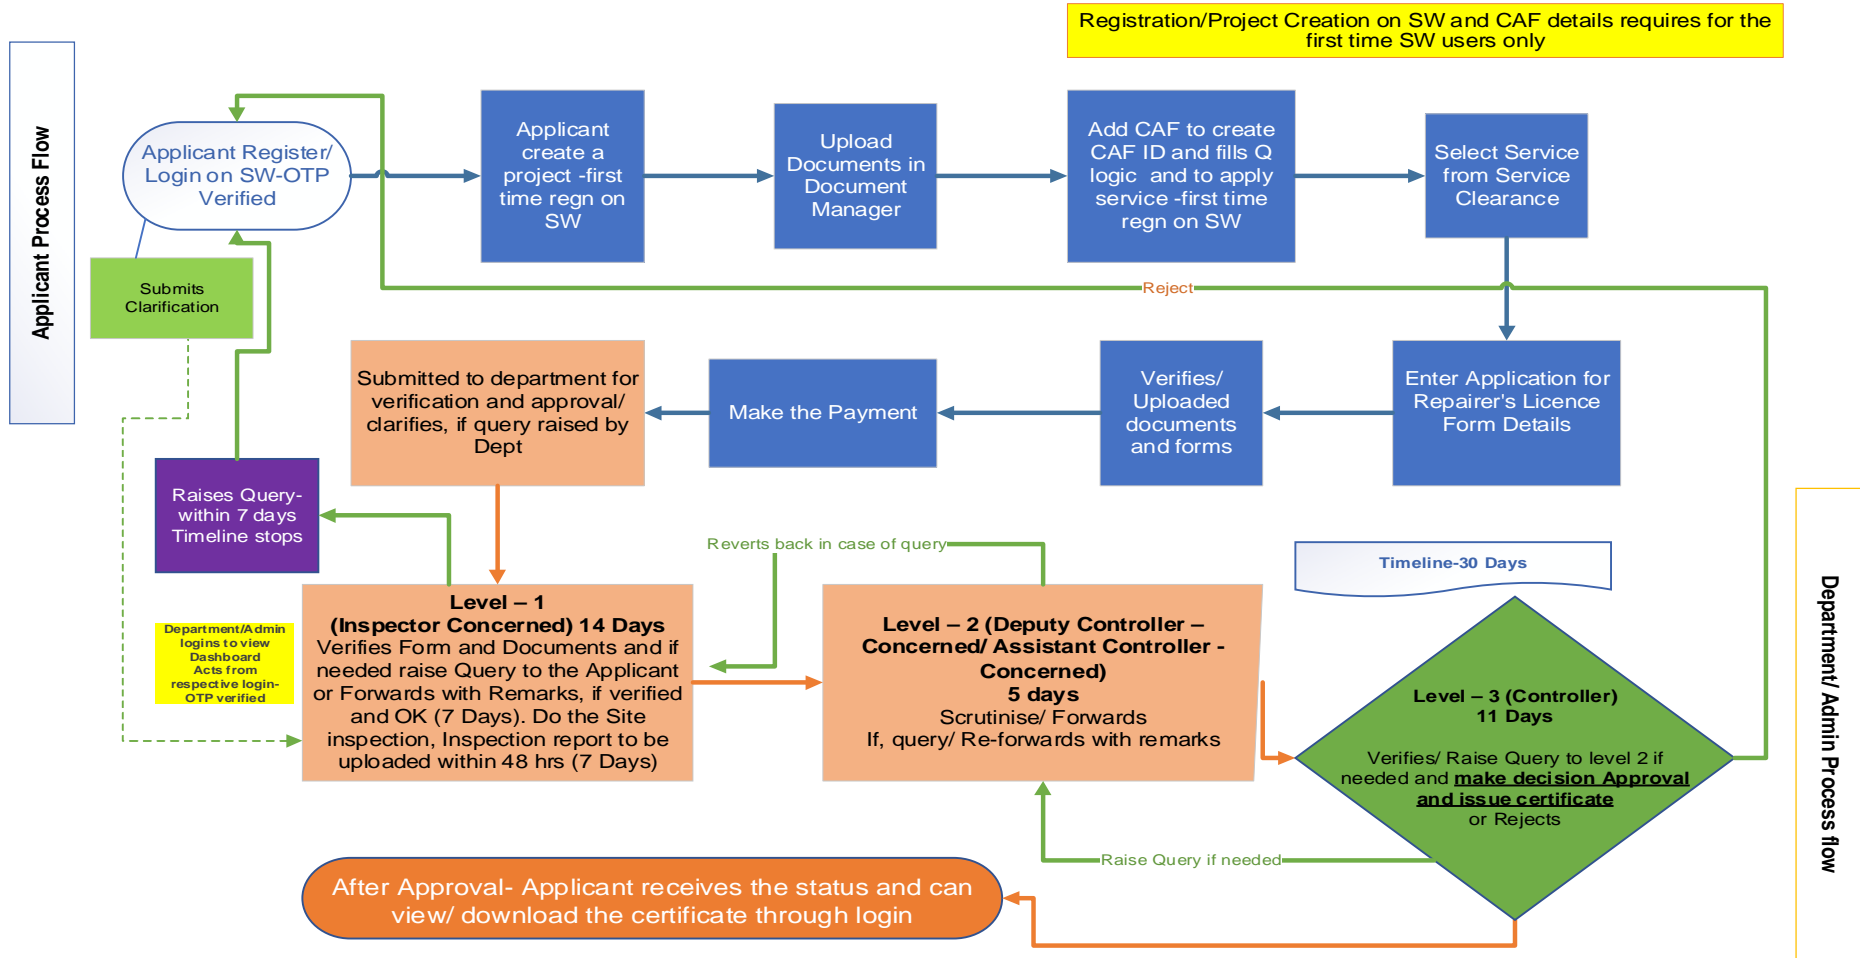 Registration/Project Creation on SW and CAF details requires for the
first time SW users only
Applicant Process Flow
Applicant Register/
Login on SW-OTP
Verified
Applicant
create a
project -first
time regn on
SW
Upload
Documents in
Document
Manager
Add CAF to create
CAF ID and fills Q
logic and to apply
service -first time
regn on SW
Select Service
from Service
Clearance
Submits
Clarification
Reject
Submitted to department for
verification and approval/
clarifies, if query raised by
Dept
Make the Payment
Verifies/
Uploaded
documents
and forms
Enter Application for
Repairer's Licence
Form Details
Raises Query-
within 7 days
Timeline stops
Reverts back in case of query
Timeline-30 Days
Department/Admin
logins to view
Dashboard
Acts from
respective login-
OTP verified
Level – 1
(Inspector Concerned) 14 Days
Verifies Form and Documents and if
needed raise Query to the Applicant
or Forwards with Remarks, if verified
and OK (7 Days). Do the Site
inspection, Inspection report to be
uploaded within 48 hrs (7 Days)
Level – 2 (Deputy Controller –
Concerned/ Assistant Controller -
Concerned)
5 days
Scrutinise/ Forwards
If, query/ Re-forwards with remarks
Level – 3 (Controller)
11 Days
Verifies/ Raise Query to level 2 if
needed and make decision Approval
and issue certificate
or Rejects
Department/ Admin Process flow
Raise Query if needed
After Approval- Applicant receives the status and can
view/ download the certificate through login